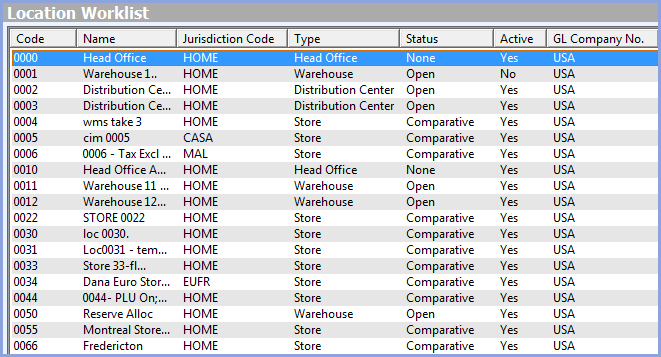 Location Worklist
Code Name Jurisdiction Code Type Status Active GL Company No.
0000 Head Office HOME Head Office None Yes USA
0001 Warehouse 1.. HOME Warehouse Open No USA
0002 Distribution Ce... HOME Distribution Center Open Yes USA
0003 Distribution Ce... HOME Distribution Center Open Yes USA
0004 wms take 3 HOME Store Comparative Yes USA
0005 cim 0005 CASA Store Comparative Yes USA
0006 0006 - Tax Excl ... MAL Store Comparative Yes USA
0010 Head Office A... HOME Head Office None Yes USA
0011 Warehouse 11 ... HOME Warehouse Open Yes USA
0012 Warehouse 12... HOME Warehouse Open Yes USA
0022 STORE 0022 HOME Store Comparative Yes USA
0030 loc 0030. HOME Store Comparative Yes USA
0031 Loc0031 - tem... HOME Store Comparative Yes USA
0033 Store 33-fl... HOME Store Comparative Yes USA
0034 Dana Euro Stor... EUFR Store Comparative Yes USA
0044 0044- PLU On;... HOME Store Comparative Yes USA
0050 Reserve Alloc HOME Warehouse Open Yes USA
0055 Montreal Store... HOME Store Comparative Yes USA
0066 Fredericton HOME Store Comparative Yes USA